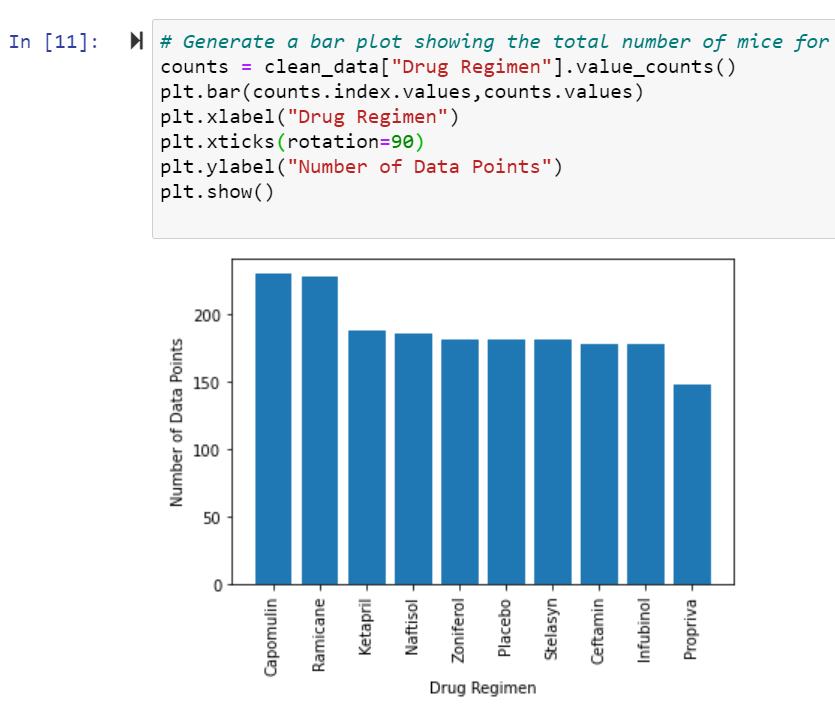 In [11]:
# Generate a bar plot showing the total number of mice for
counts = clean_data["Drug Regimen"].value_counts()
plt.bar(counts.index.values,counts.values)
plt.xlabel("Drug Regimen")
plt.xticks(rotation=90)
plt.ylabel("Number of Data Points")
plt.show()
Number of Data Points
200
150
100
50
0
Capomulin
Ramicane
Ketapril
Naftisol
Zoniferol
Placebo
Stelasyn
Ceftamin
Infubinol
Propriva
Drug Regimen